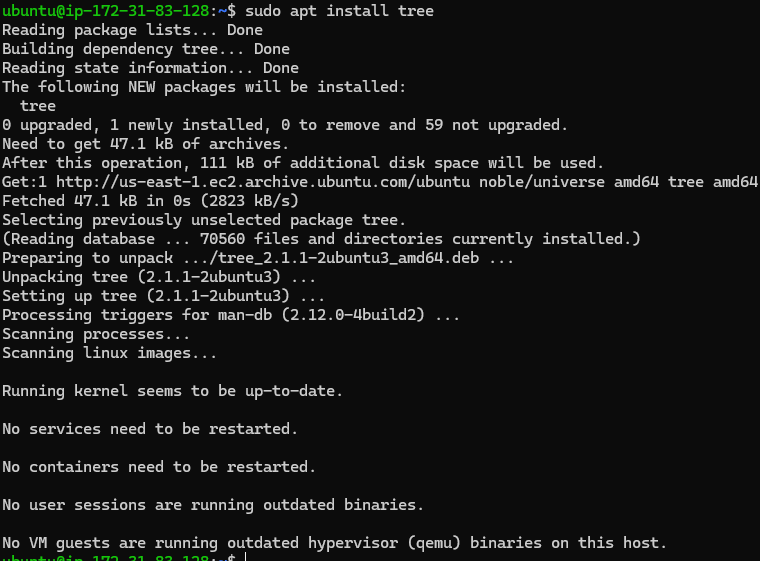 ubuntu@ip-172-31-83-128:~$ sudo apt install tree
Reading package lists... Done
Building dependency tree... Done
Reading state information... Done
The following NEW packages will be installed:
  tree
0 upgraded, 1 newly installed, 0 to remove and 59 not upgraded.
Need to get 47.1 kB of archives.
After this operation, 111 kB of additional disk space will be used.
Get:1 http://us-east-1.ec2.archive.ubuntu.com/ubuntu noble/universe amd64 tree amd64
Fetched 47.1 kB in 0s (2823 kB/s)
Selecting previously unselected package tree.
(Reading database ... 70560 files and directories currently installed.)
Preparing to unpack .../tree_2.1.1-2ubuntu3_amd64.deb ...
Unpacking tree (2.1.1-2ubuntu3) ...
Setting up tree (2.1.1-2ubuntu3) ...
Processing triggers for man-db (2.12.0-4build2) ...
Scanning processes...
Scanning linux images...
Running kernel seems to be up-to-date.
No services need to be restarted.
No containers need to be restarted.
No user sessions are running outdated binaries.
No VM guests are running outdated hypervisor (qemu) binaries on this host.
ubuntu@ip-172-31-83-128:~$